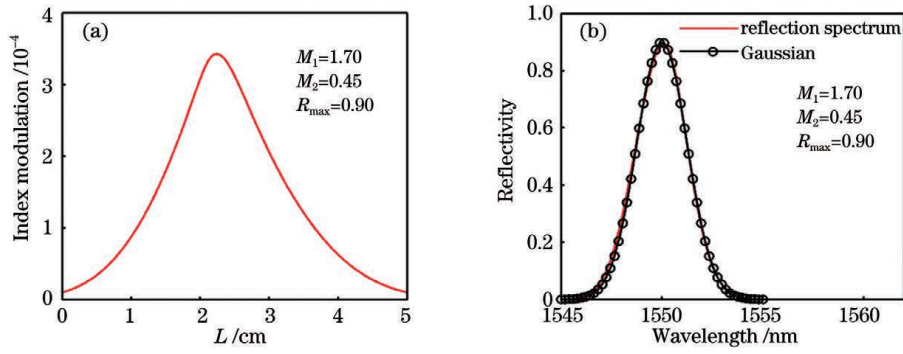 (a)
M₁=1.70
M₂=0.45
Rmax=0.90
Index modulation /10⁻⁴
4
3
2
1
0
0 1 2 3 4 5
L /cm
(b)
reflection spectrum
Gaussian
M₁=1.70
M₂=0.45
Rmax=0.90
Reflectivity
1.0
0.8
0.6
0.4
0.2
0
1545 1550 1555 1560
Wavelength /nm